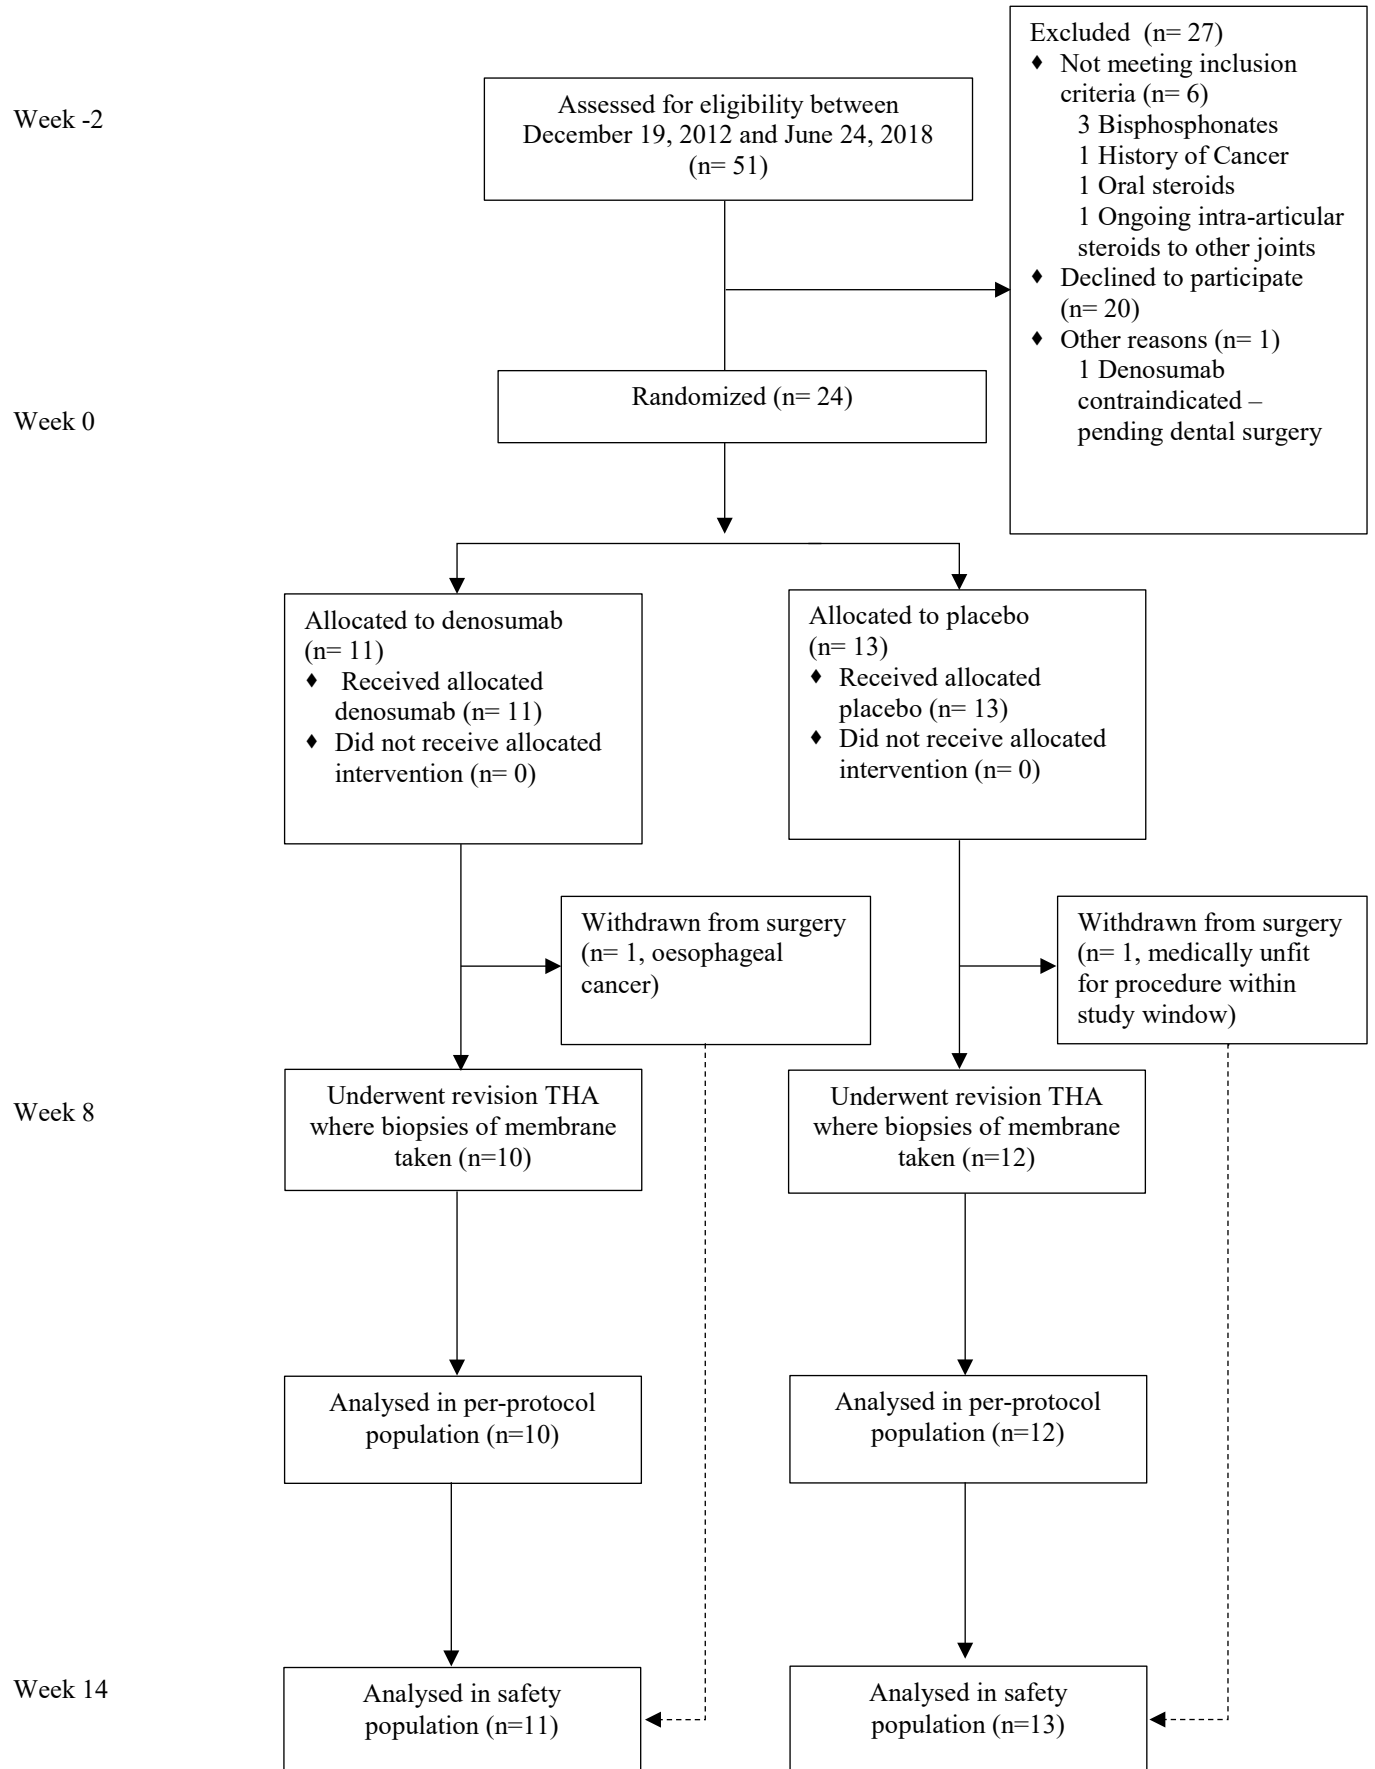 Week -2
Assessed for eligibility between
December 19, 2012 and June 24, 2018
(n= 51)
Excluded (n= 27)
♦ Not meeting inclusion
criteria (n= 6)
3 Bisphosphonates
1 History of Cancer
1 Oral steroids
1 Ongoing intra-articular
steroids to other joints
♦ Declined to participate
(n= 20)
♦ Other reasons (n= 1)
1 Denosumab
contraindicated –
pending dental surgery
Week 0
Randomized (n= 24)
Allocated to denosumab
(n= 11)
♦ Received allocated
denosumab (n= 11)
♦ Did not receive allocated
intervention (n= 0)
Allocated to placebo
(n= 13)
♦ Received allocated
placebo (n= 13)
♦ Did not receive allocated
intervention (n= 0)
Withdrawn from surgery
(n= 1, oesophageal
cancer)
Withdrawn from surgery
(n= 1, medically unfit
for procedure within
study window)
Week 8
Underwent revision THA
where biopsies of membrane
taken (n=10)
Underwent revision THA
where biopsies of membrane
taken (n=12)
Analysed in per-protocol
population (n=10)
Analysed in per-protocol
population (n=12)
Week 14
Analysed in safety
population (n=11)
Analysed in safety
population (n=13)